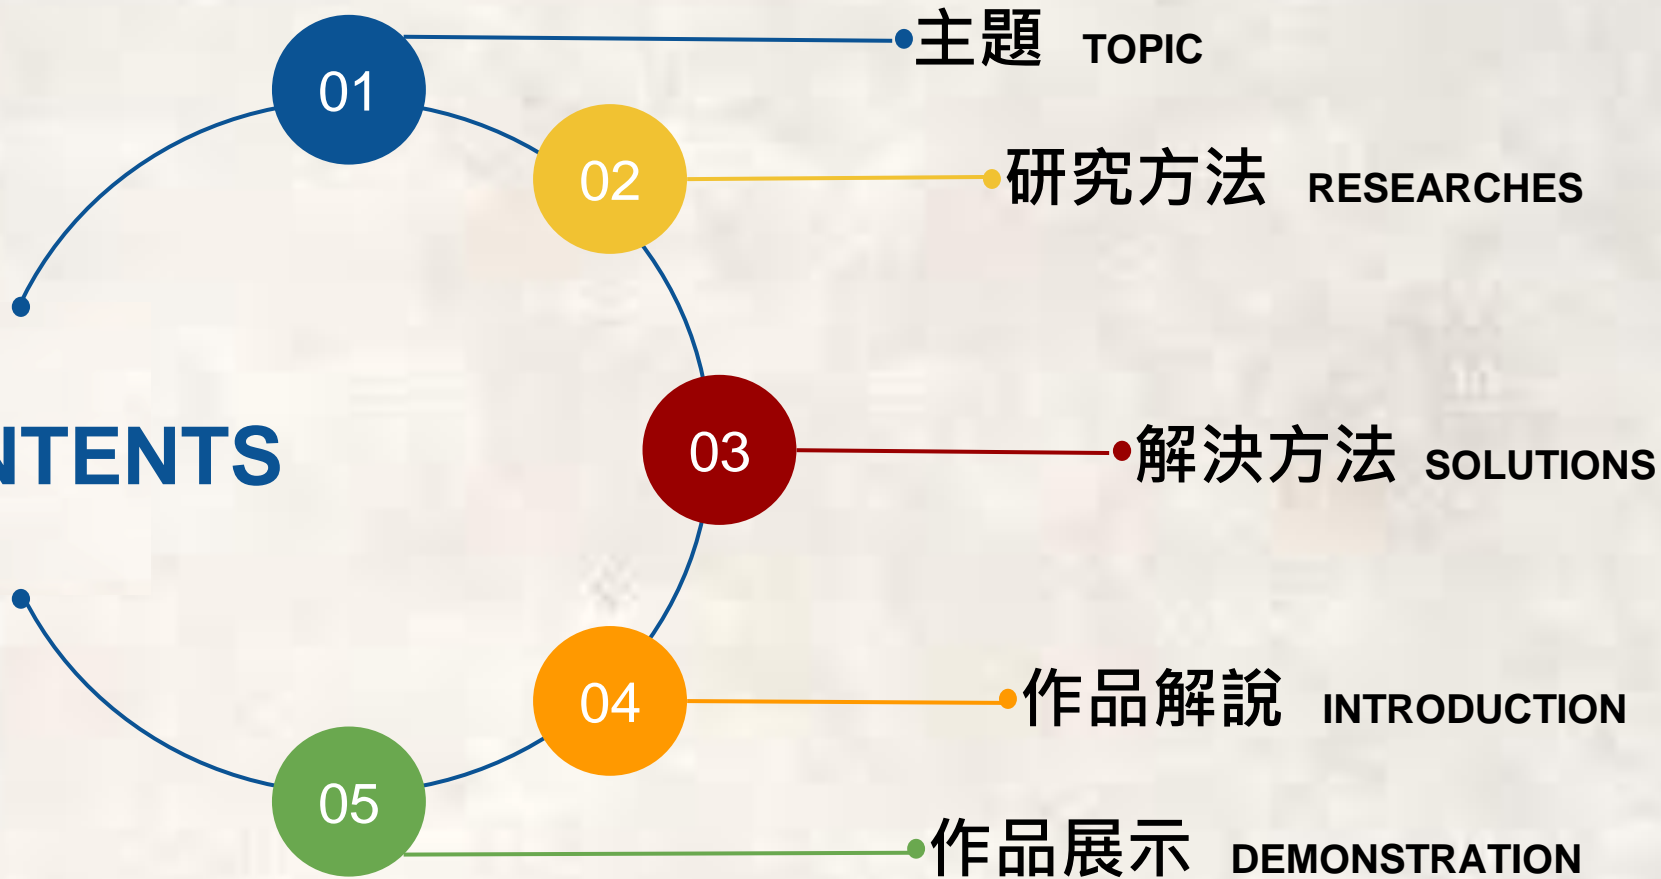 01
主題 TOPIC
02
研究方法 RESEARCHES
NTENTS
03
解決方法 SOLUTIONS
04
作品解說 INTRODUCTION
05
作品展示 DEMONSTRATION